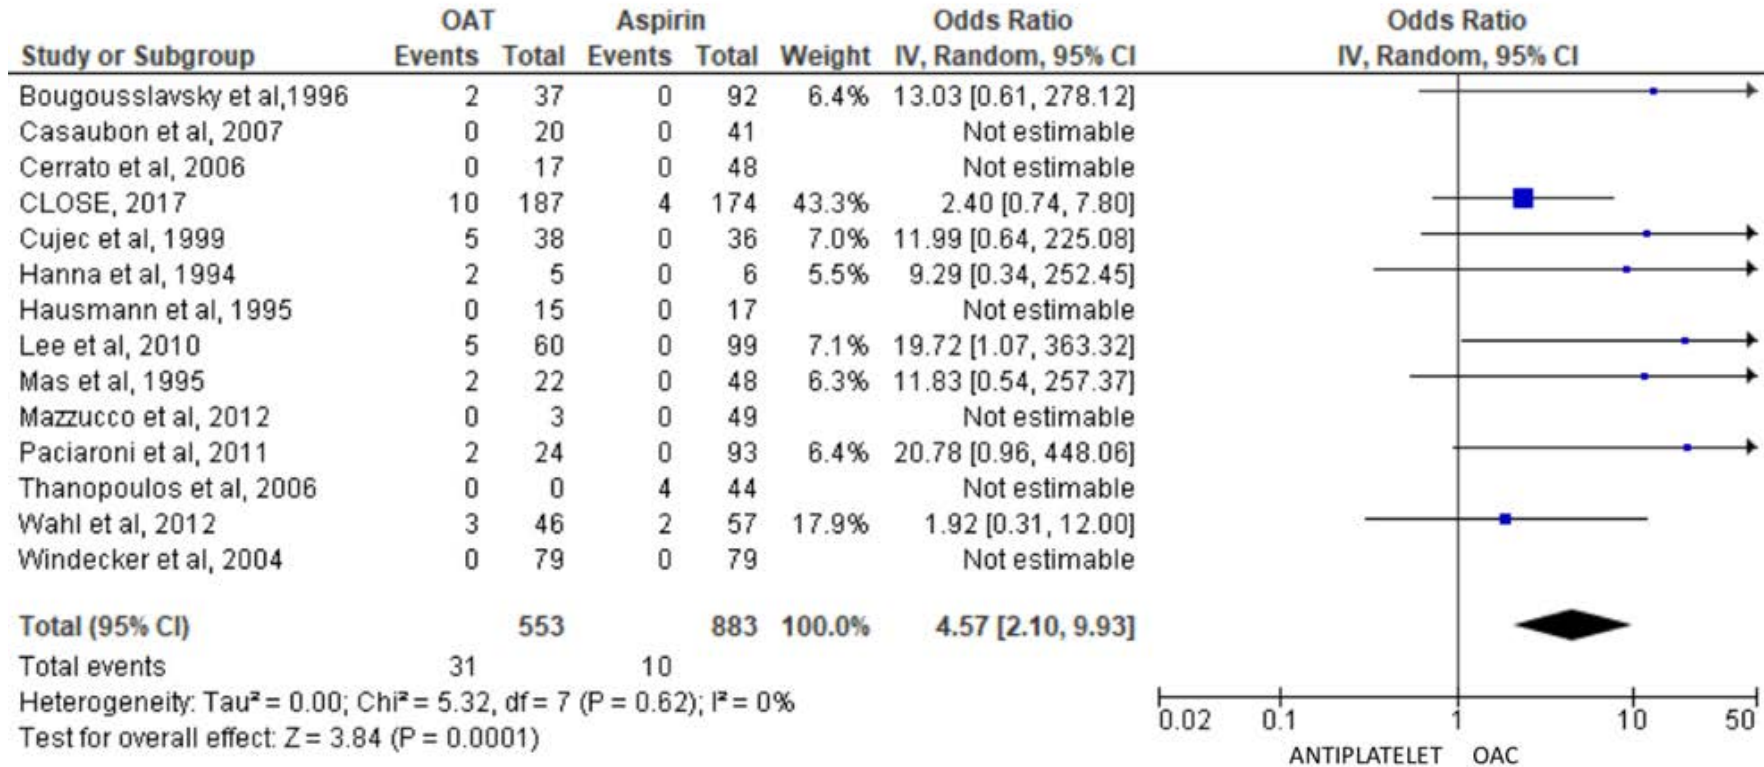 OAT Aspirin Odds Ratio Odds Ratio
Study or Subgroup Events Total Events Total Weight IV, Random, 95% CI IV, Random, 95% CI
Bougousslavsky et al,1996 2 37 0 92 6.4% 13.03 [0.61, 278.12]
Casaubon et al, 2007 0 20 0 41 Not estimable
Cerrato et al, 2006 0 17 0 48 Not estimable
CLOSE, 2017 10 187 4 174 43.3% 2.40 [0.74, 7.80]
Cujec et al, 1999 5 38 0 36 7.0% 11.99 [0.64, 225.08]
Hanna et al, 1994 2 5 0 6 5.5% 9.29 [0.34, 252.45]
Hausmann et al, 1995 0 15 0 17 Not estimable
Lee et al, 2010 5 60 0 99 7.1% 19.72 [1.07, 363.32]
Mas et al, 1995 2 22 0 48 6.3% 11.83 [0.54, 257.37]
Mazzucco et al, 2012 0 3 0 49 Not estimable
Paciaroni et al, 2011 2 24 0 93 6.4% 20.78 [0.96, 448.06]
Thanopoulos et al, 2006 0 0 4 44 Not estimable
Wahl et al, 2012 3 46 2 57 17.9% 1.92 [0.31, 12.00]
Windecker et al, 2004 0 79 0 79 Not estimable
Total (95% CI) 553 883 100.0% 4.57 [2.10, 9.93]
Total events 31 10
Heterogeneity: Tau² = 0.00; Chi² = 5.32, df = 7 (P = 0.62); I² = 0%
Test for overall effect: Z = 3.84 (P = 0.0001)
0.02 0.1 1 10 50
ANTIPLATELET OAC